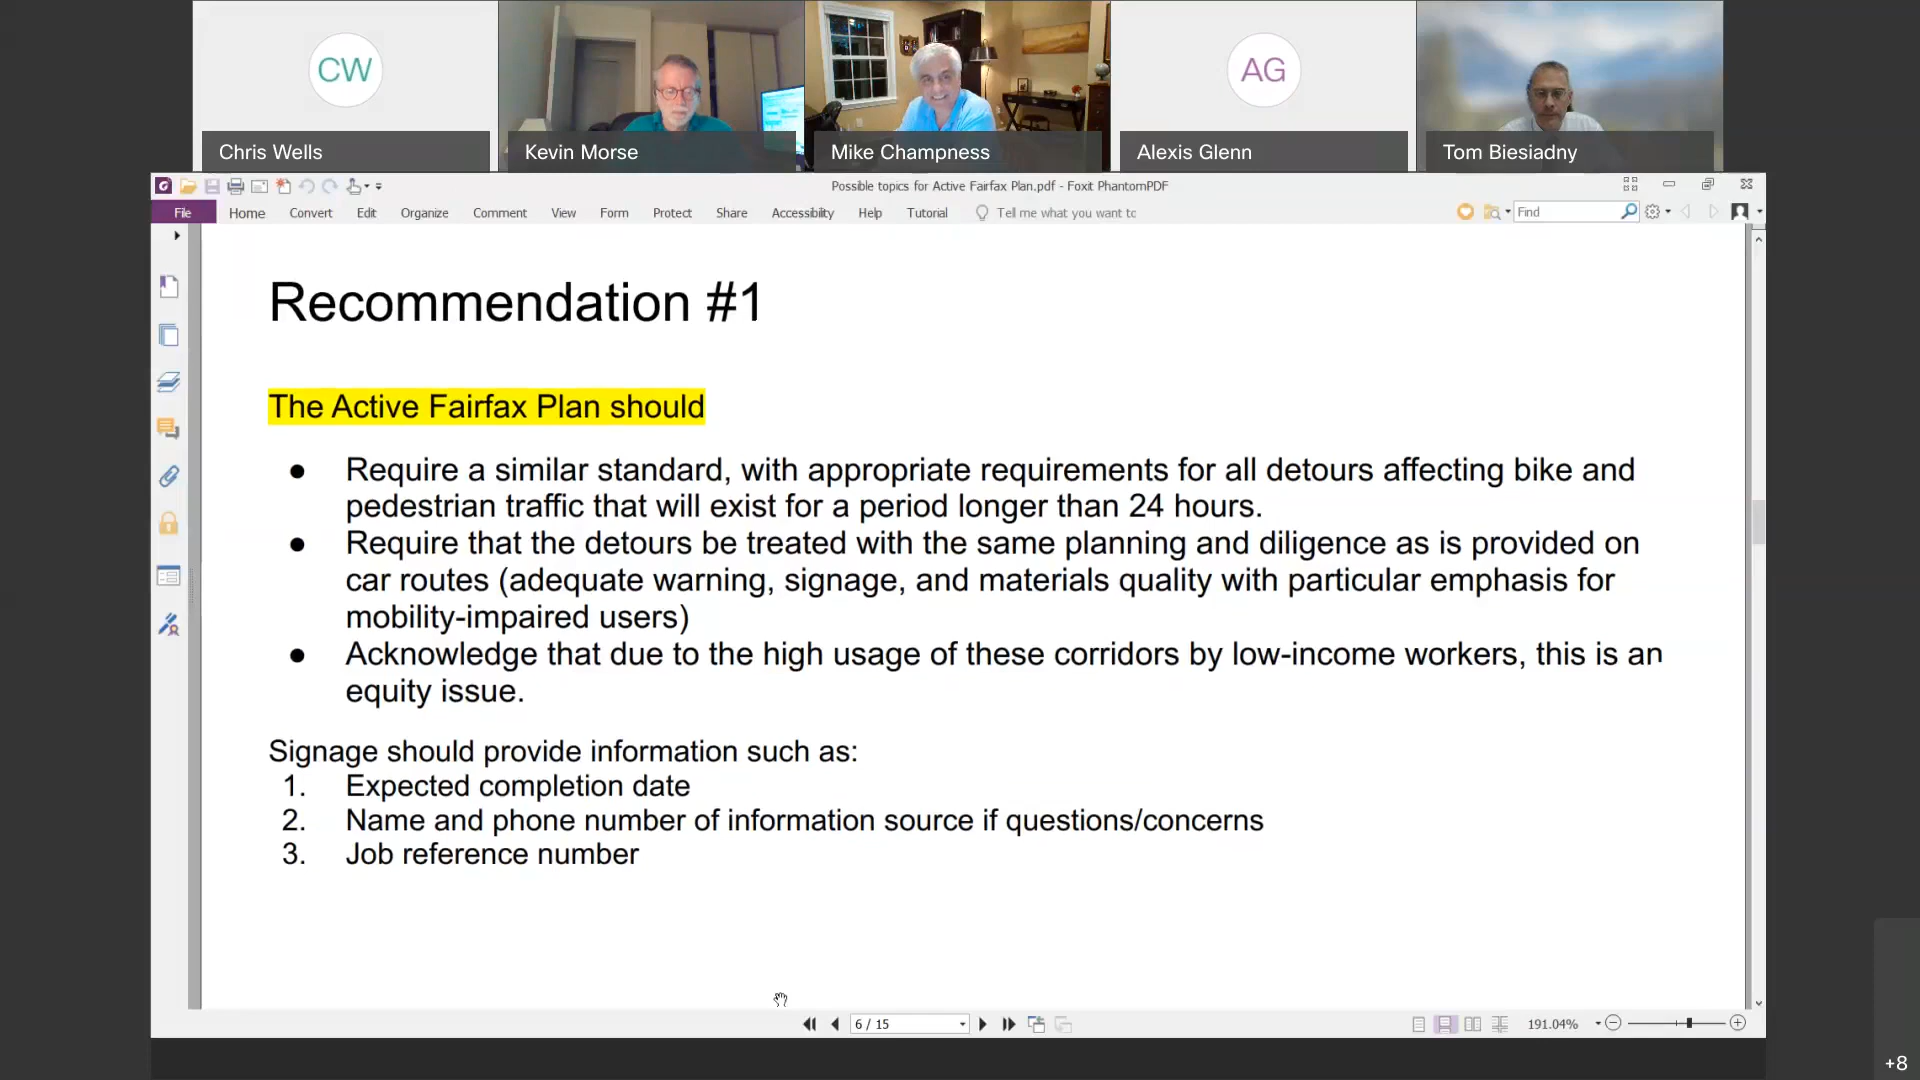 CW
AG
Chris Wells
Kevin Morse
Mike Champness
Alexis Glenn
Tom Biesiadny
Possible topics for Active Fairfax Plan.pdf - Foxit PhantomPDF
File Home Convert Edit Organize Comment View Form Protect Share Accessibility Help Tutorial Tell me what you want to Find
Recommendation #1
The Active Fairfax Plan should
● Require a similar standard, with appropriate requirements for all detours affecting bike and
pedestrian traffic that will exist for a period longer than 24 hours.
● Require that the detours be treated with the same planning and diligence as is provided on
car routes (adequate warning, signage, and materials quality with particular emphasis for
mobility-impaired users)
● Acknowledge that due to the high usage of these corridors by low-income workers, this is an
equity issue.
Signage should provide information such as:
1. Expected completion date
2. Name and phone number of information source if questions/concerns
3. Job reference number
6 / 15
191.04%
+8